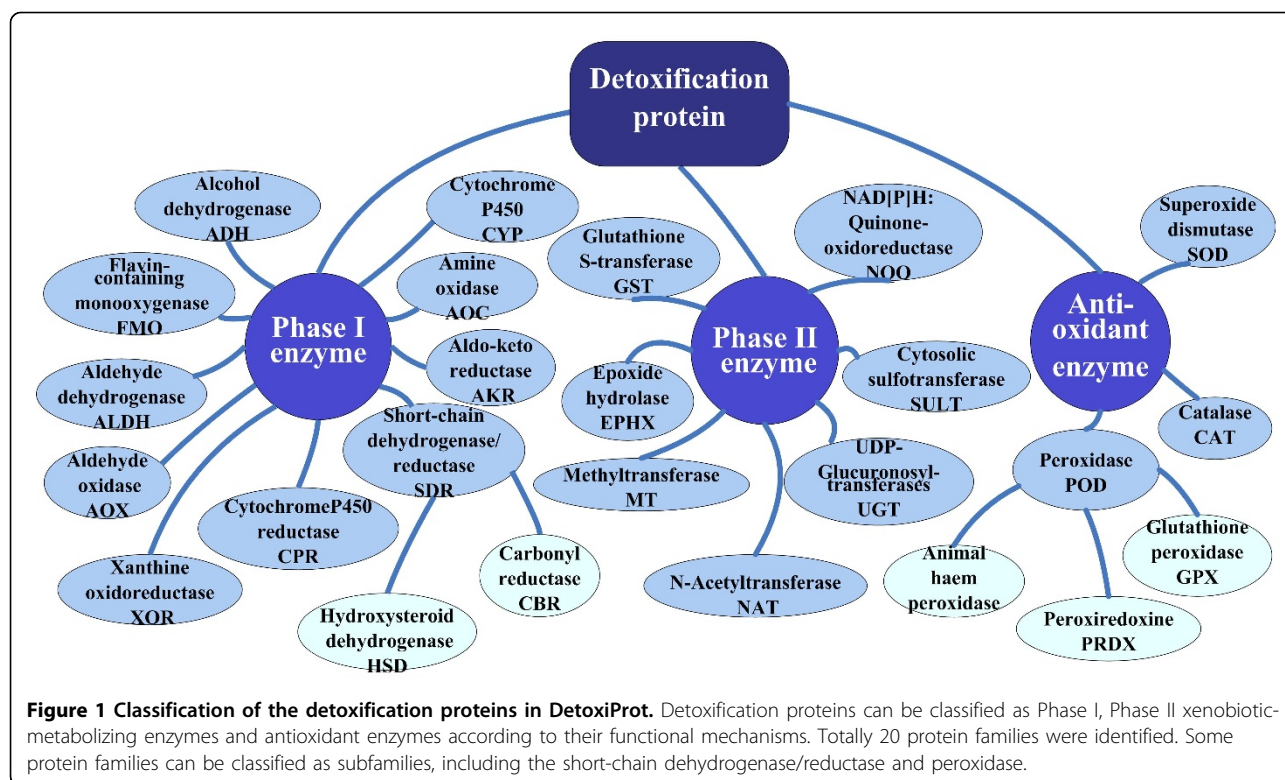 Detoxification
protein
Alcohol
dehydrogenase
ADH
Cytochrome
P450
CYP
Flavin-
containing
monooxygenase
FMO
Amine
oxidase
AOC
Phase I
enzyme
Aldehyde
dehydrogenase
ALDH
Aldo-keto
reductase
AKR
Short-chain
dehydrogenase/
reductase
SDR
Aldehyde
oxidase
AOX
CytochromeP450
reductase
CPR
Xanthine
oxidoreductase
XOR
Hydroxysteroid
dehydrogenase
HSD
Carbonyl
reductase
CBR
Glutathione
S-transferase
GST
NAD[P]H:
Quinone-
oxidoreductase
NQO
Phase II
enzyme
Epoxide
hydrolase
EPHX
Cytosolic
sulfotransferase
SULT
Methyltransferase
MT
UDP-
Glucuronosyl-
transferases
UGT
N-Acetyltransferase
NAT
Superoxide
dismutase
SOD
Anti-
oxidant
enzyme
Catalase
CAT
Peroxidase
POD
Animal
haem
peroxidase
Peroxiredoxine
PRDX
Glutathione
peroxidase
GPX
Figure 1 Classification of the detoxification proteins in DetoxiProt. Detoxification proteins can be classified as Phase I, Phase II xenobiotic-
metabolizing enzymes and antioxidant enzymes according to their functional mechanisms. Totally 20 protein families were identified. Some
protein families can be classified as subfamilies, including the short-chain dehydrogenase/reductase and peroxidase.